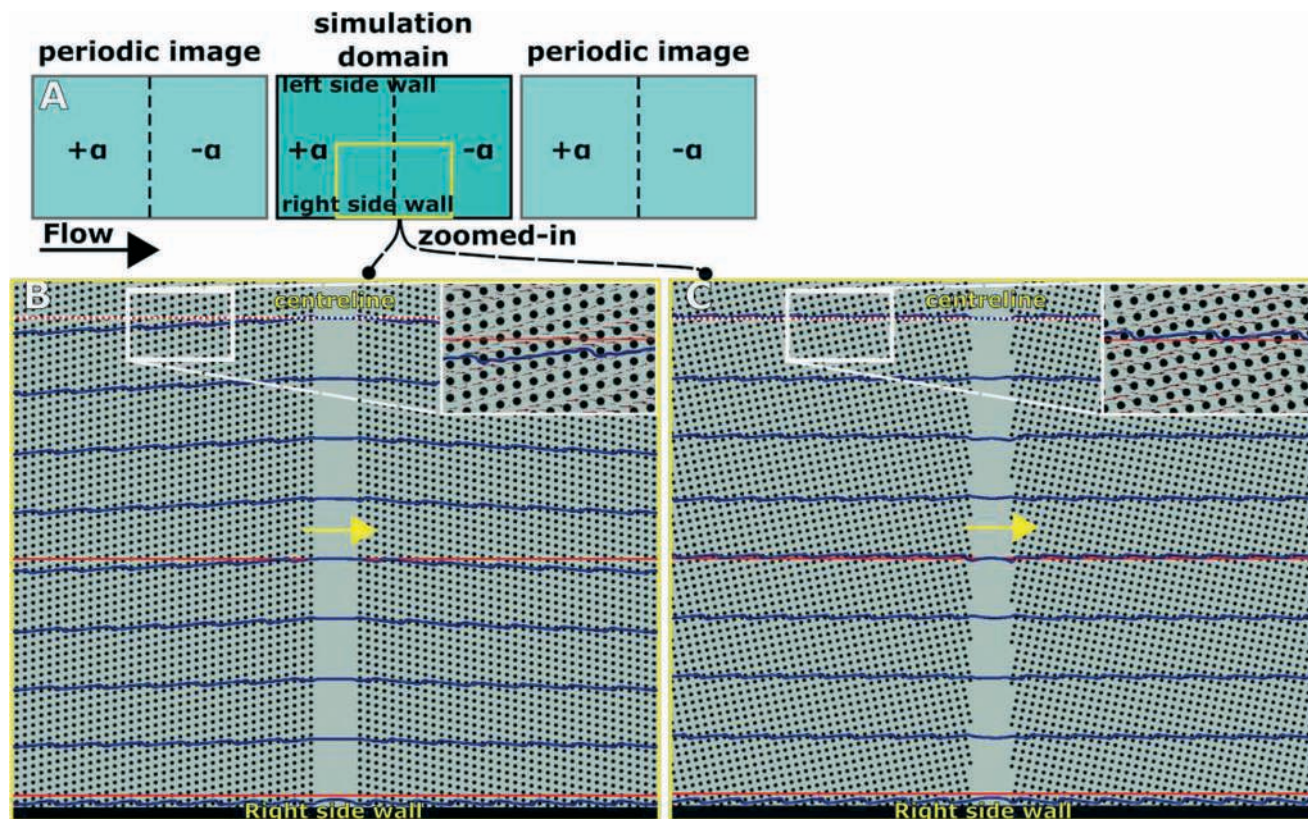 simulation
domain
periodic image
periodic image
A
left side wall
+α
-α
+α
-α
+α
-α
right side wall
Flow
zoomed-in
B
centreline
C
centreline
Right side wall
Right side wall